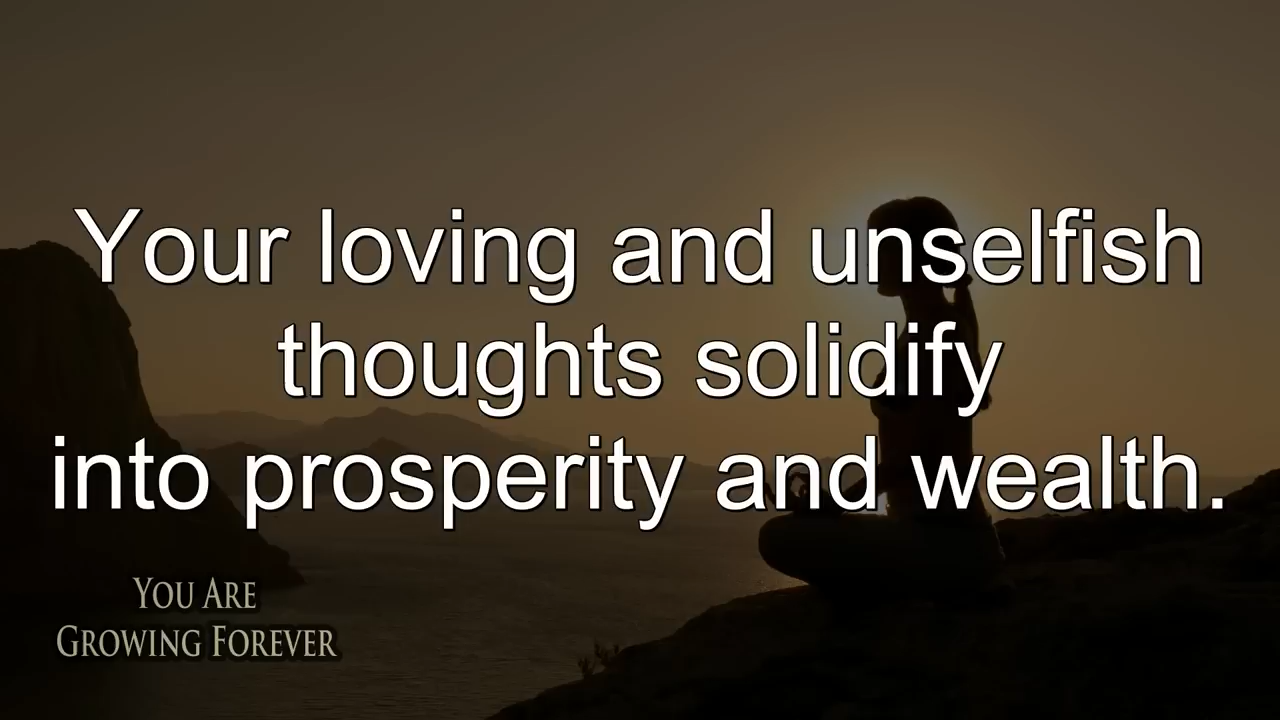 Your loving and unselfish
thoughts solidify
into prosperity and wealth.
You Are
Growing Forever